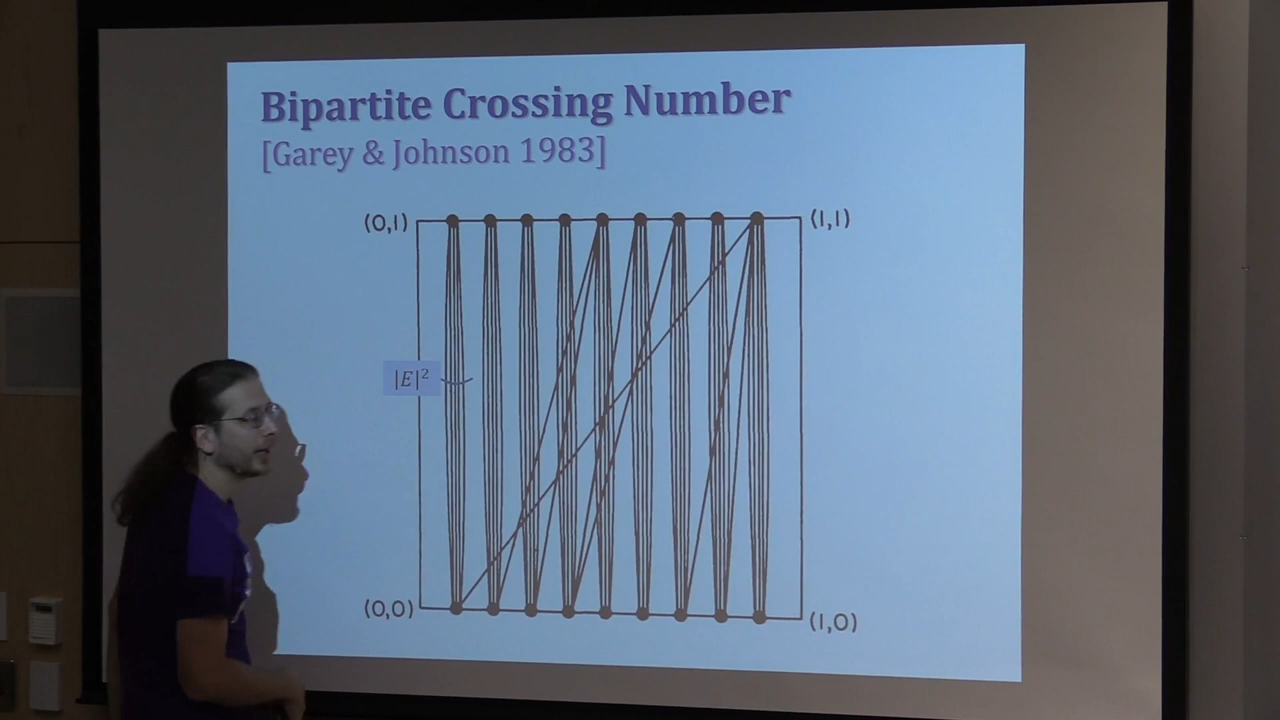 Bipartite Crossing Number
[Garey & Johnson 1983]
(0,1)
(1,1)
|E|²
(0,0)
(1,0)